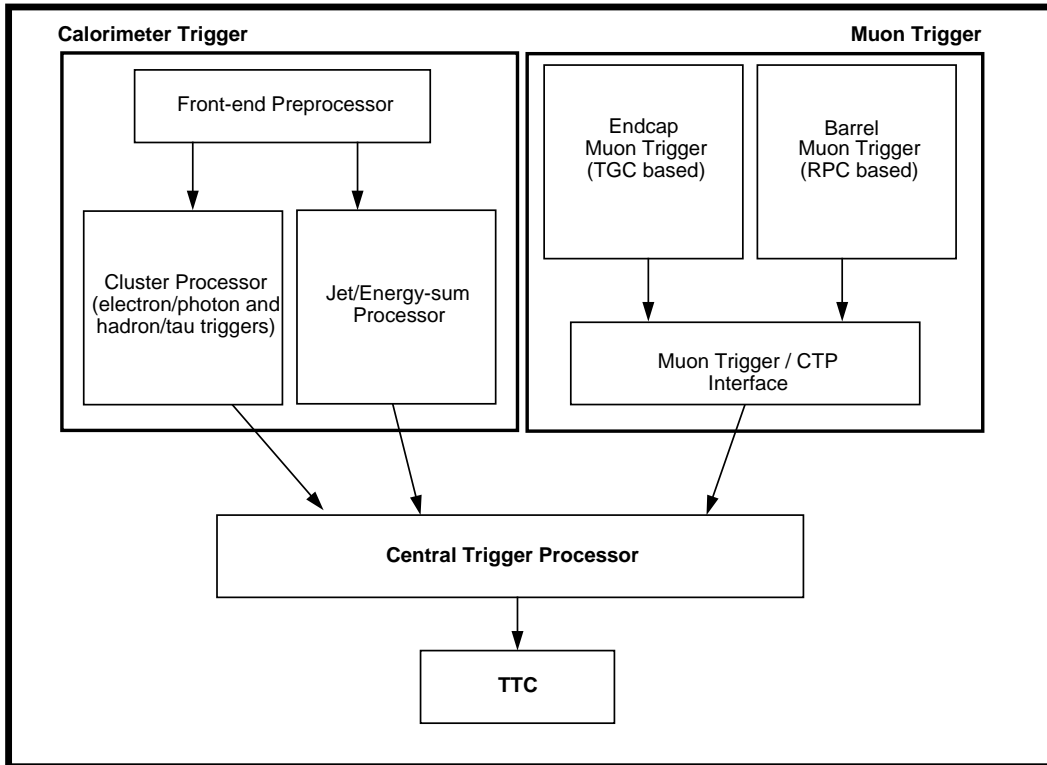 Calorimeter Trigger
Muon Trigger
Front-end Preprocessor
Cluster Processor
(electron/photon and
hadron/tau triggers)
Jet/Energy-sum
Processor
Endcap
Muon Trigger
(TGC based)
Barrel
Muon Trigger
(RPC based)
Muon Trigger / CTP
Interface
Central Trigger Processor
TTC